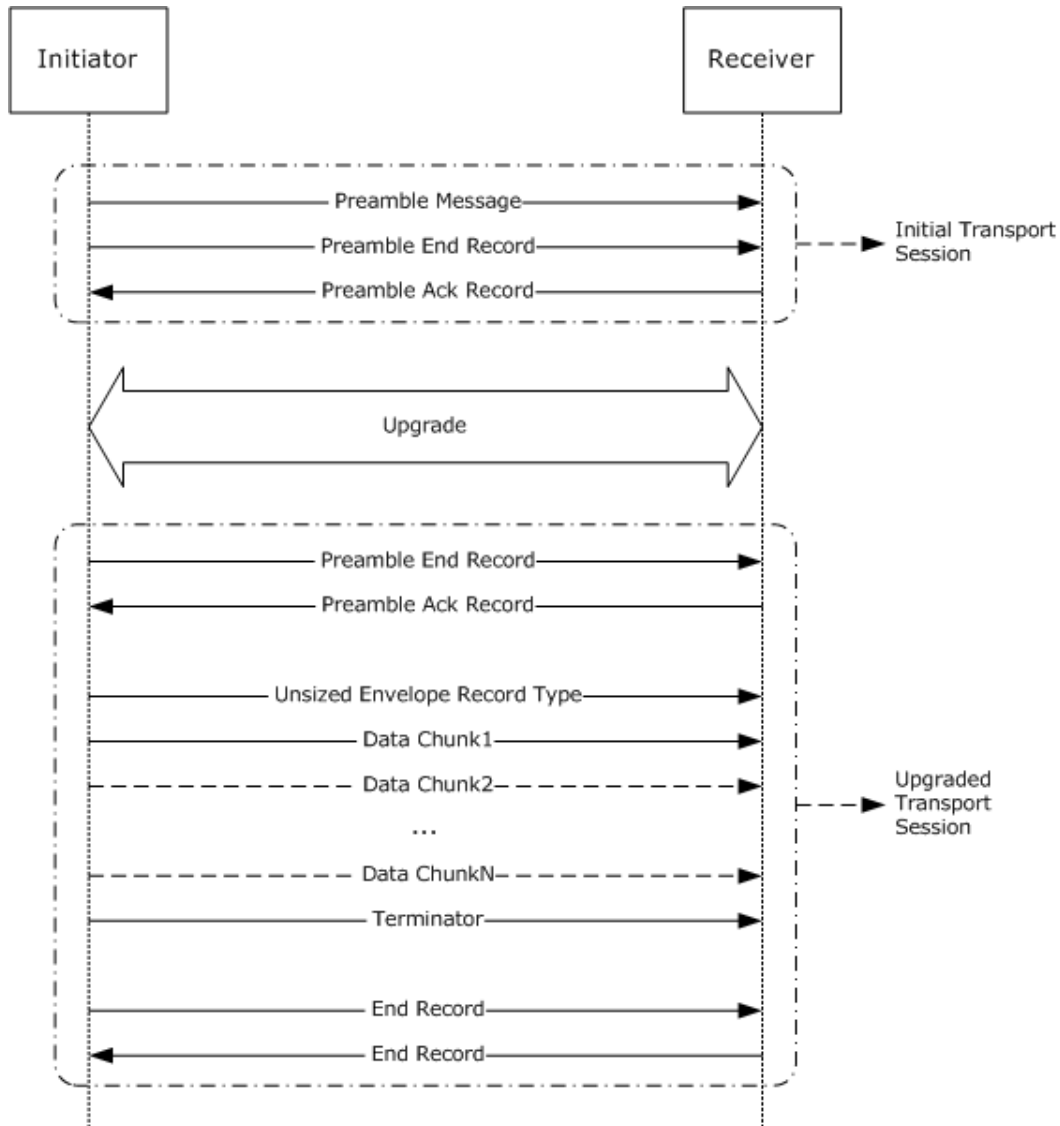 Initiator
Receiver
Preamble Message
Preamble End Record
Preamble Ack Record
Initial Transport
Session
Upgrade
Preamble End Record
Preamble Ack Record
Unsized Envelope Record Type
Data Chunk1
Data Chunk2
...
Data ChunkN
Terminator
End Record
End Record
Upgraded
Transport
Session